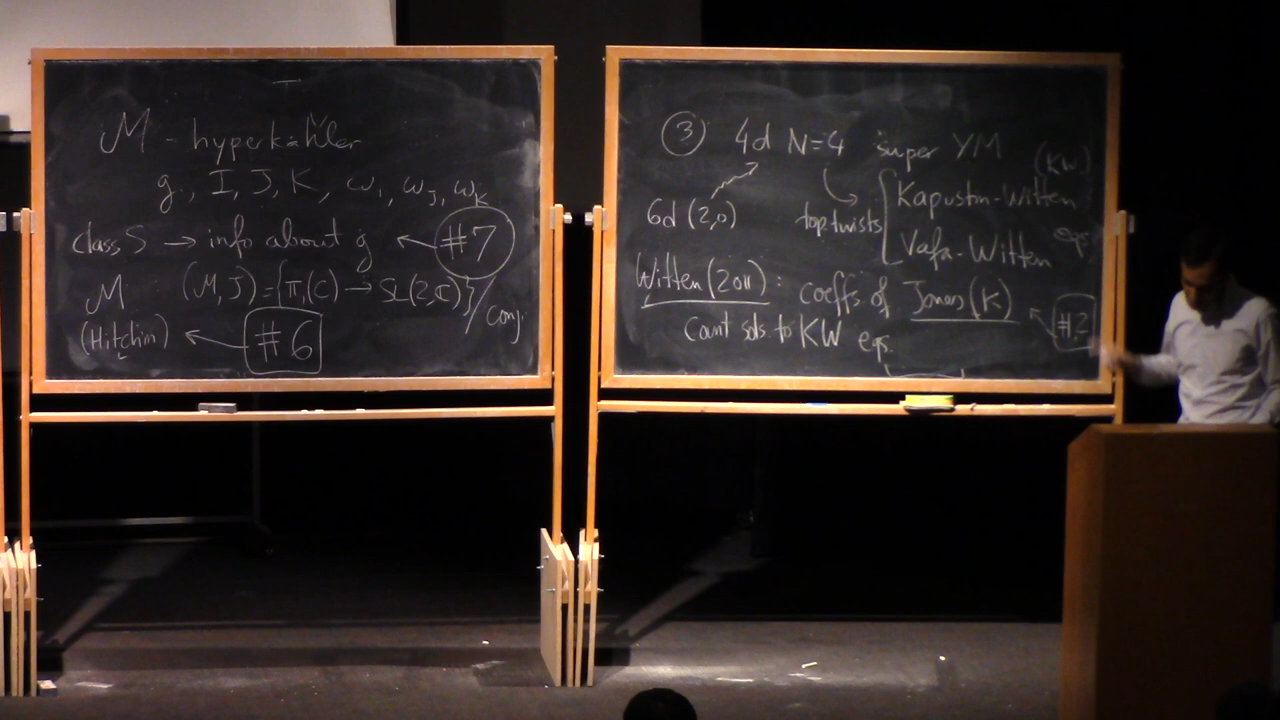 M - hyperkähler
g, I, J, K, ω_I, ω_J, ω_K
class S → info about g ← #7
M (M, J) = {π₁(C) → SL(2,C)}/conj.
(Hitchin) ← #6
③ 4d N=4 super YM
(KW)
6d (2,0) top. twists { Kapustin-Witten
Vafa-Witten eqs.
Witten (2011): coeffs of Jones(K) ← #2
Count sols to KW eqs.